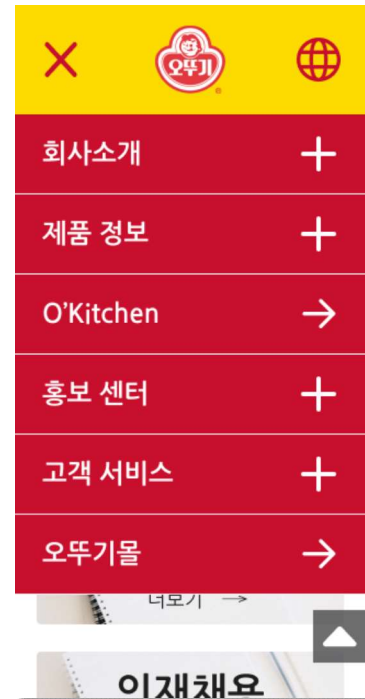 오뚜기
회사소개
제품 정보
O'Kitchen
홍보 센터
고객 서비스
오뚜기몰
더보기 →
인재채용